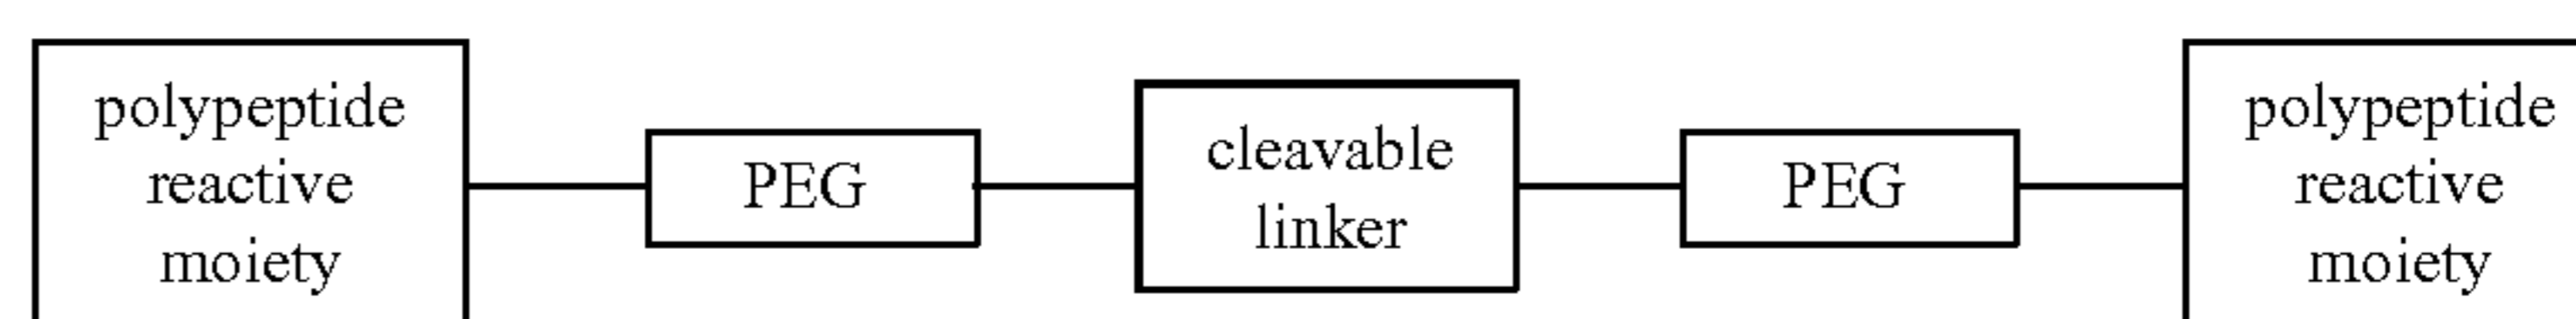 polypeptide
reactive
moiety
PEG
cleavable
linker
PEG
polypeptide
reactive
moiety